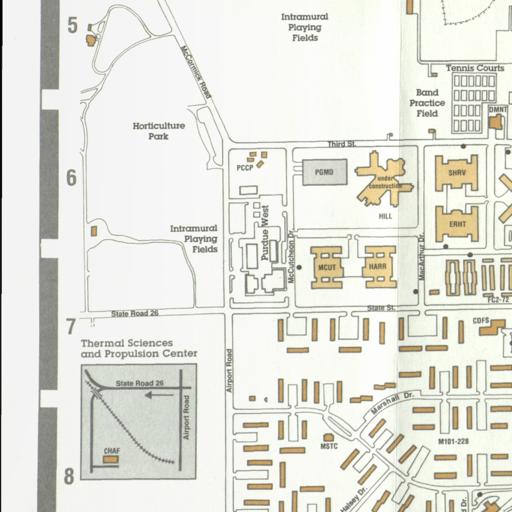 5
Intramural
Playing
Fields
McCormick Road
Tennis Courts
Band
Practice
Field
DMNT
Horticulture
Park
Third St.
6
PCCP
PGMD
under
construction
SHRV
HILL
Purdue West
ERHT
Intramural
Playing
Fields
McCutcheon Dr.
MacArthur Dr.
MCUT
HARR
FC2-72
State Road 26
State St.
7
CDFS
Thermal Sciences
and Propulsion Center
State Road 26
Airport Road
Airport Road
Marshall Dr.
CHAF
MSTC
M101-228
8
Halsey Dr.